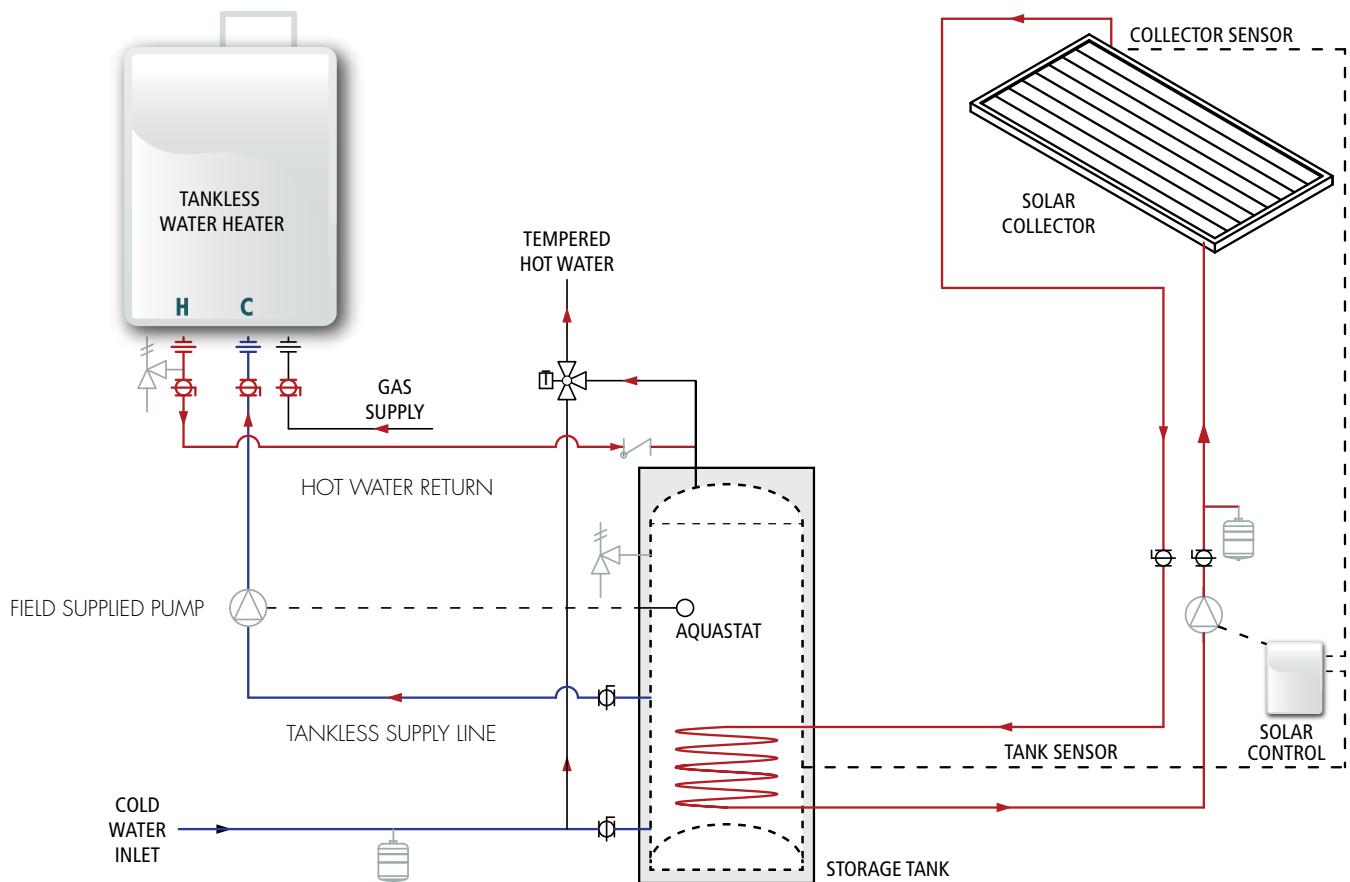 COLLECTOR SENSOR
TANKLESS
WATER HEATER
H C
SOLAR
COLLECTOR
TEMPERED
HOT WATER
GAS
SUPPLY
HOT WATER RETURN
FIELD SUPPLIED PUMP
AQUASTAT
TANKLESS SUPPLY LINE
TANK SENSOR
SOLAR
CONTROL
COLD
WATER
INLET
STORAGE TANK